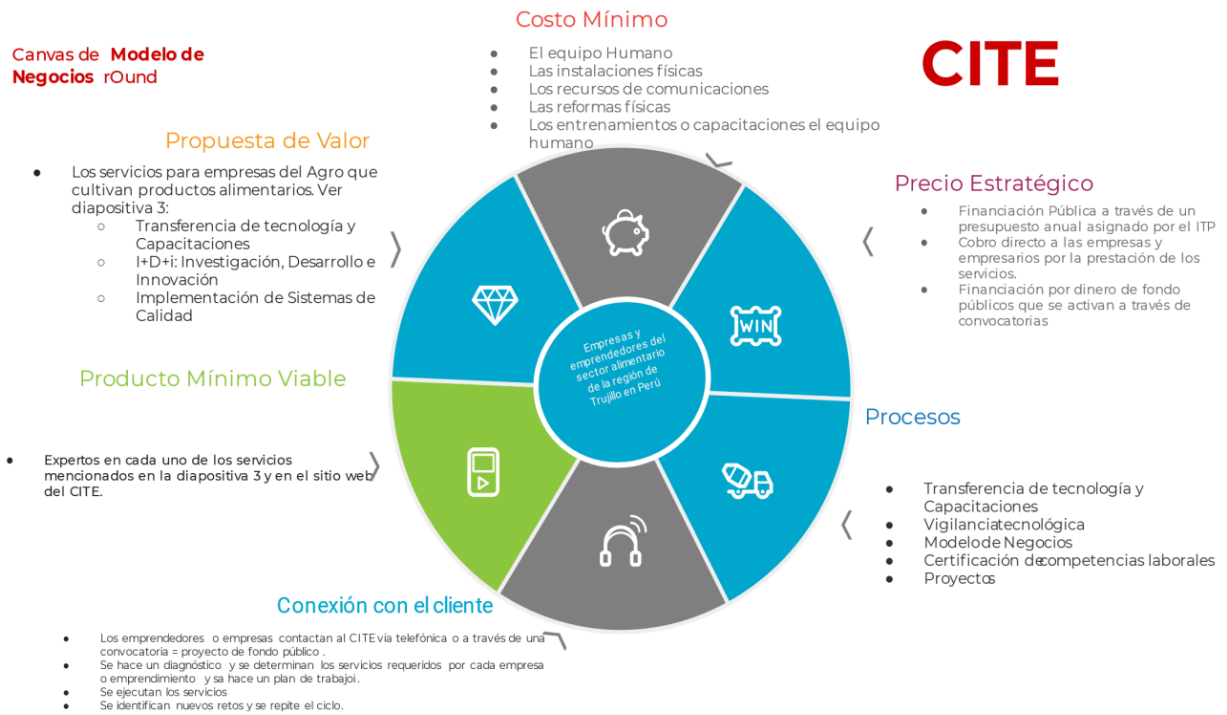 Canvas de Modelo de
Negocios rOund
Costo Mínimo
● El equipo Humano
● Las instalaciones físicas
● Los recursos de comunicaciones
● Las reformas físicas
● Los entrenamientos o capacitaciones el equipo
humano
CITE
Propuesta de Valor
● Los servicios para empresas del Agro que
cultivan productos alimentarios. Ver
diapositiva 3:
○ Transferencia de tecnología y
Capacitaciones
○ I+D+i: Investigación, Desarrollo e
Innovación
○ Implementación de Sistemas de
Calidad
Precio Estratégico
● Financiación Pública a través de un
presupuesto anual asignado por el ITP
● Cobro directo a las empresas y
empresarios por la prestación de los
servicios.
● Financiación por dinero de fondo
públicos que se activan a través de
convocatorias
WIN
Empresas y
emprendedores del
sector alimentario
de la región de
Trujillo en Perú
Producto Mínimo Viable
● Expertos en cada uno de los servicios
mencionados en la diapositiva 3 y en el sitio web
del CITE.
Procesos
● Transferencia de tecnología y
Capacitaciones
● Vigilanciatecnológica
● Modelo de Negocios
● Certificación de competencias laborales
● Proyectos
Conexión con el cliente
● Los emprendedores o empresas contactan al CITE vía telefónica o a través de una
convocatoria = proyecto de fondo público .
● Se hace un diagnóstico y se determinan los servicios requeridos por cada empresa
o emprendimiento y sa hace un plan de trabajoi.
● Se ejecutan los servicios
● Se identifican nuevos retos y se repite el ciclo.